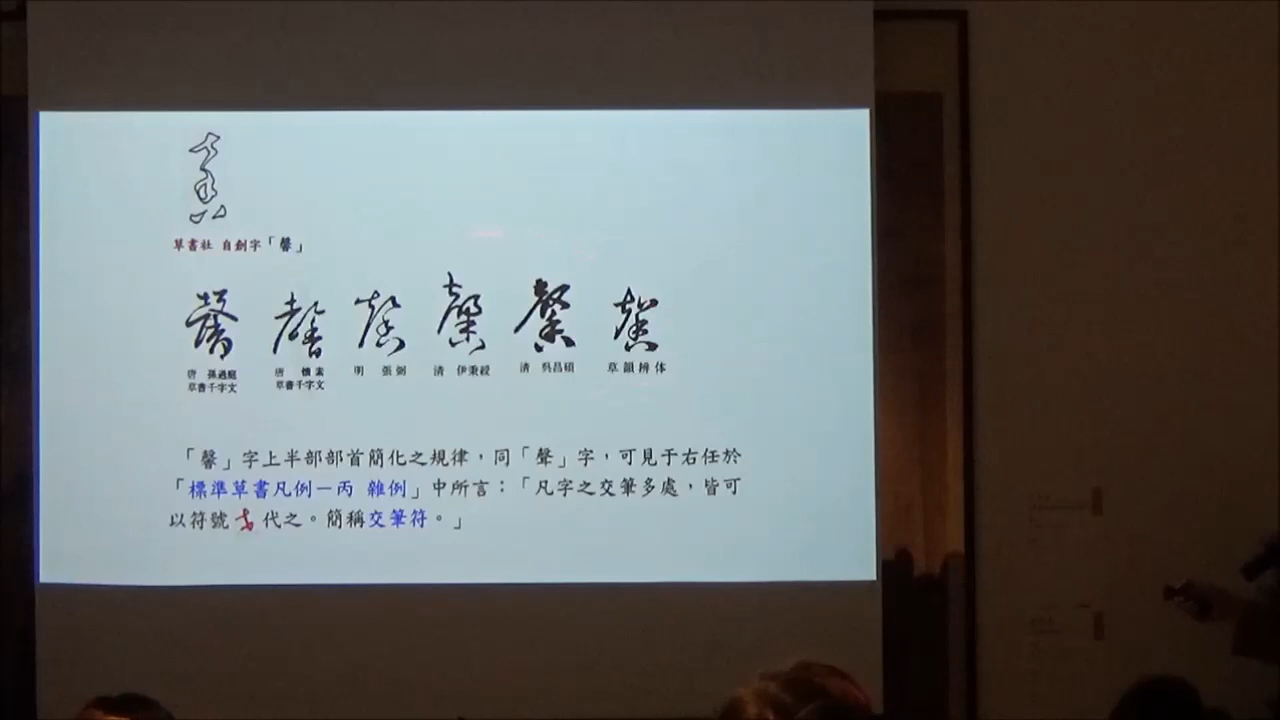 草書社 自創字「馨」
唐 孫過庭
草書千字文
唐 懷素
草書千字文
明 張弼
清 伊秉綬
清 吳昌碩
草韻辨体
「馨」字上半部部首簡化之規律，同「聲」字，可見于右任於
「標準草書凡例－丙 雜例」中所言：「凡字之交筆多處，皆可
以符號 代之。簡稱交筆符。」